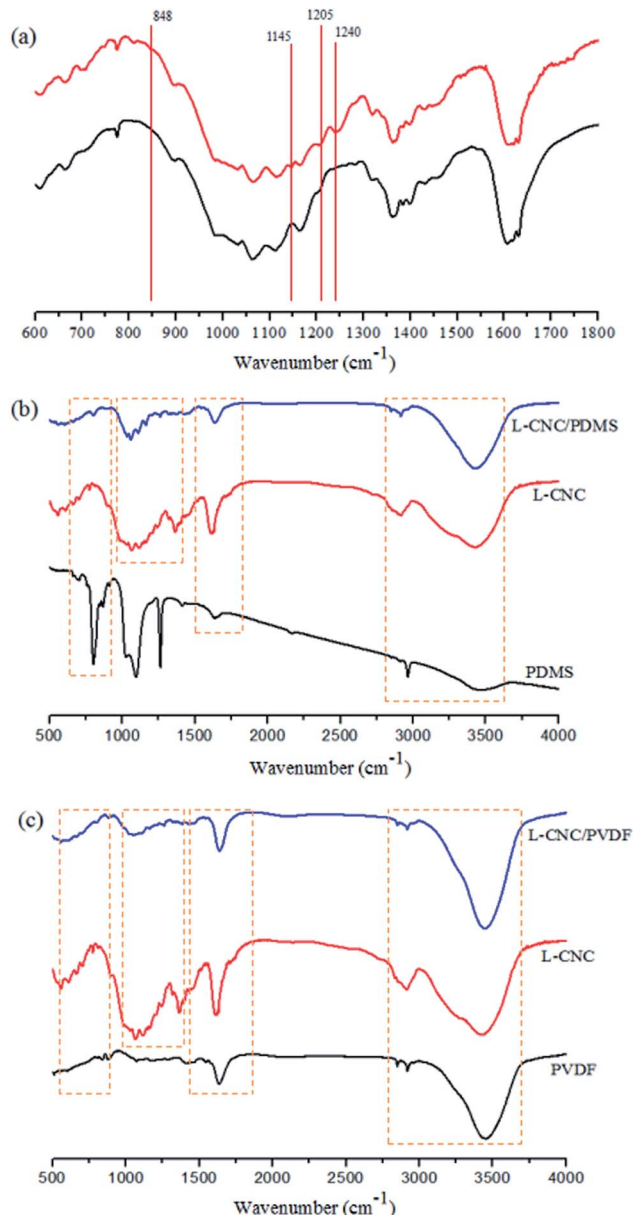 (a)
848
1145
1205
1240
600 700 800 900 1000 1100 1200 1300 1400 1500 1600 1700 1800
Wavenumber (cm⁻¹)
(b)
L-CNC/PDMS
L-CNC
PDMS
500 1000 1500 2000 2500 3000 3500 4000
Wavenumber (cm⁻¹)
(c)
L-CNC/PVDF
L-CNC
PVDF
500 1000 1500 2000 2500 3000 3500 4000
Wavenumber (cm⁻¹)